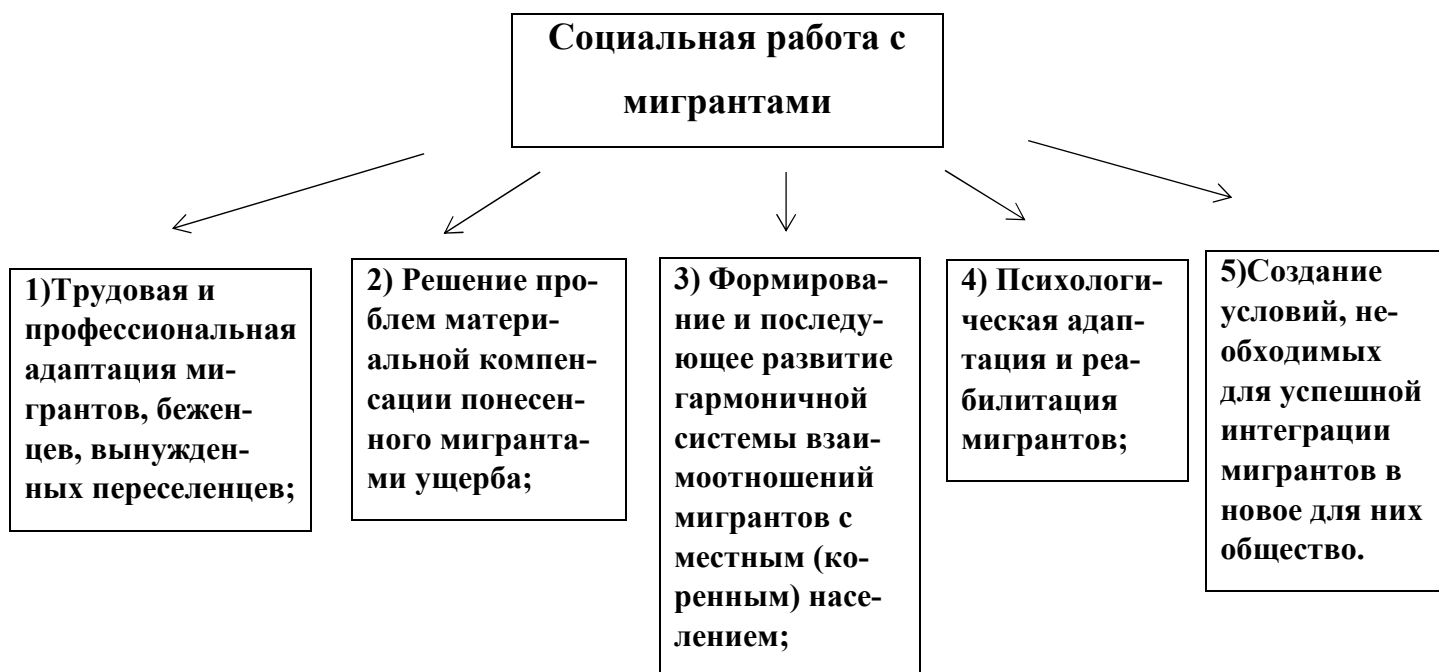 Социальная работа с
мигрантами
1)Трудовая и
профессиональная
адаптация ми-
грантов, бежен-
цев, вынужден-
ных переселенцев;
2) Решение про-
блем матери-
альной компен-
сации понесен-
ного мигранта-
ми ущерба;
3) Формирова-
ние и последу-
ющее развитие
гармоничной
системы взаи-
моотношений
мигрантов с
местным (ко-
ренным) насе-
лением;
4) Психологи-
ческая адап-
тация и реа-
билитация
мигрантов;
5)Создание
условий, не-
обходимых
для успешной
интеграции
мигрантов в
новое для них
общество.